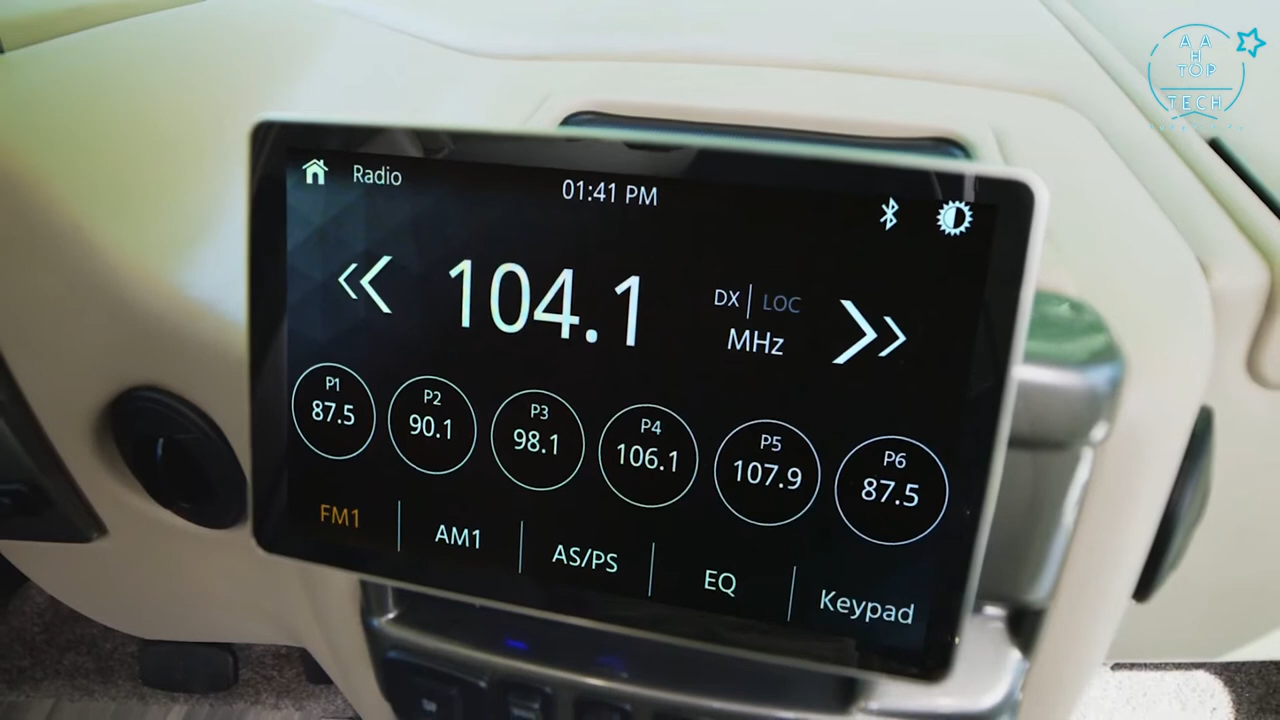 Radio
01:41 PM
104.1
DX | LOC
MHz
P1
87.5
P2
90.1
P3
98.1
P4
106.1
P5
107.9
P6
87.5
FM1
AM1
AS/PS
EQ
Keypad
A A
H
TOP
TECH